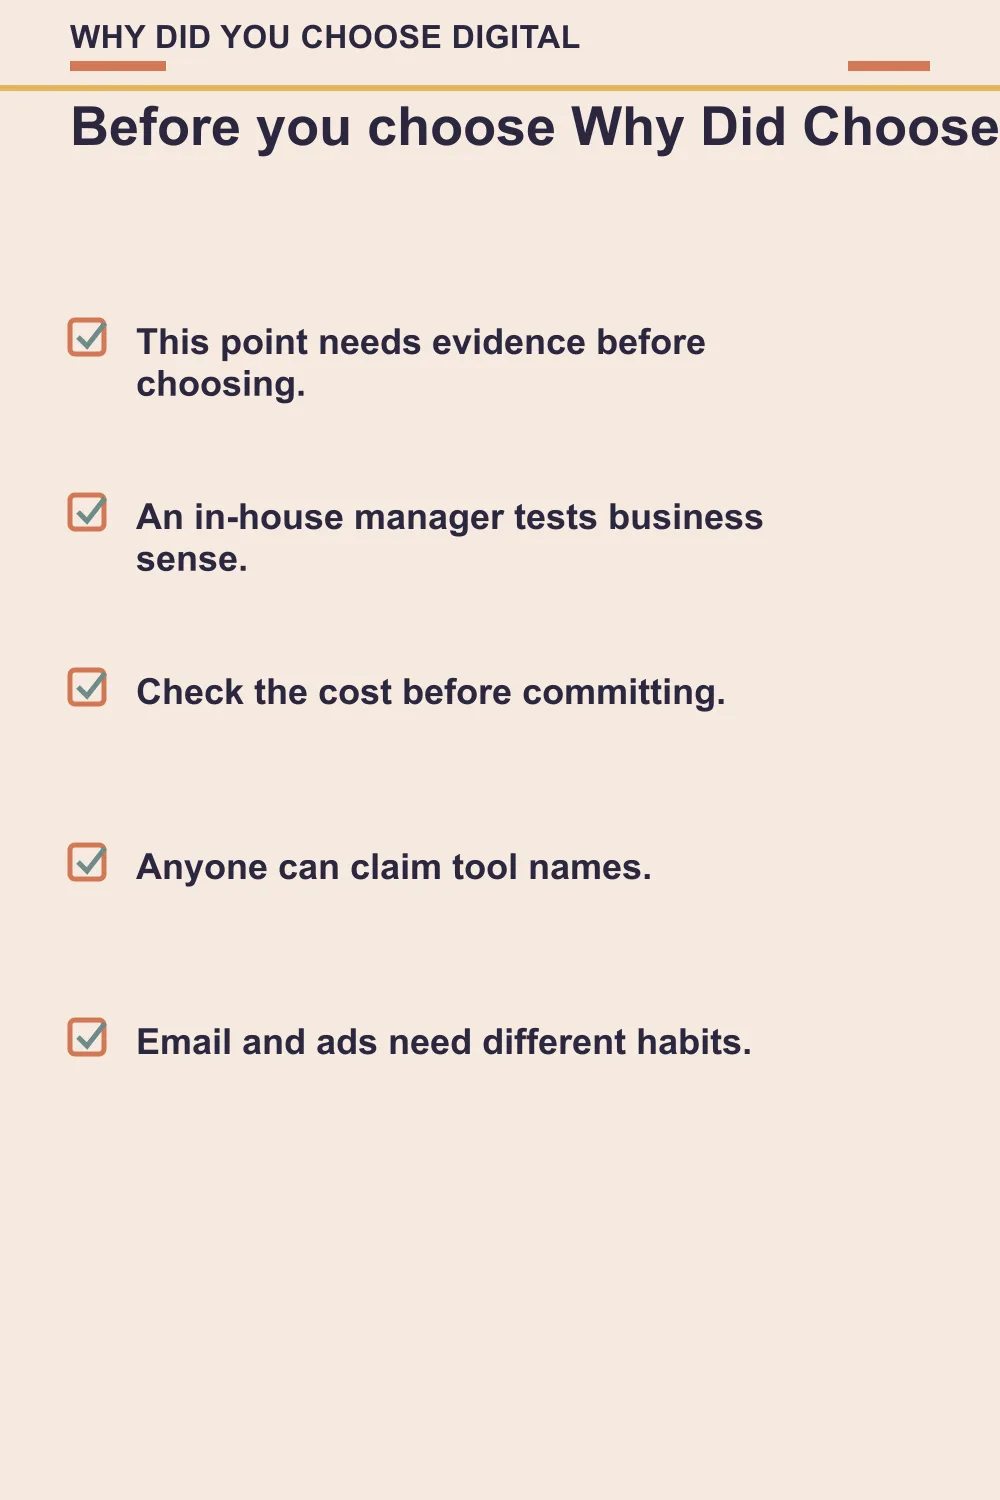 WHY DID YOU CHOOSE DIGITAL
Before you choose Why Did Choose
This point needs evidence before
choosing.
An in-house manager tests business
sense.
Check the cost before committing.
Anyone can claim tool names.
Email and ads need different habits.